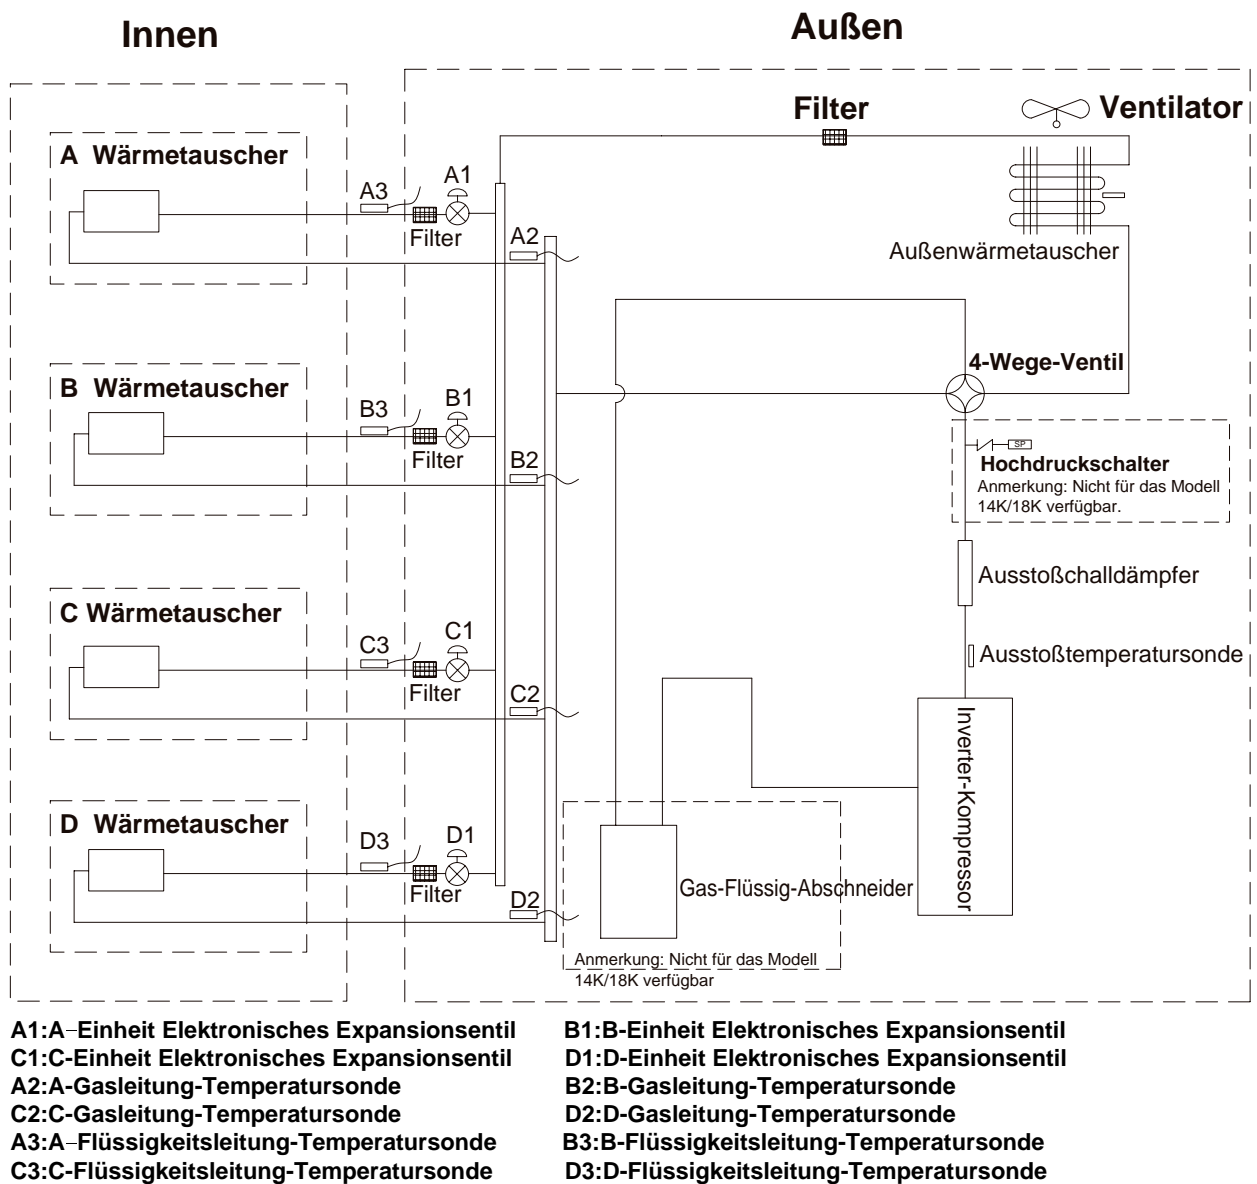 Innen
Außen
Filter
Ventilator
A Wärmetauscher
A3
A1
Filter
A2
Außenwärmetauscher
4-Wege-Ventil
B Wärmetauscher
B3
B1
Filter
B2
SP
Hochdruckschalter
Anmerkung: Nicht für das Modell
14K/18K verfügbar.
Ausstoßchalldämpfer
C Wärmetauscher
C3
C1
Filter
C2
Ausstoßtemperatursonde
Inverter-Kompressor
D Wärmetauscher
D3
D1
Filter
D2
Gas-Flüssig-Abschneider
Anmerkung: Nicht für das Modell
14K/18K verfügbar
A1:A–Einheit Elektronisches Expansionsentil
B1:B-Einheit Elektronisches Expansionsentil
C1:C-Einheit Elektronisches Expansionsentil
D1:D-Einheit Elektronisches Expansionsentil
A2:A-Gasleitung-Temperatursonde
B2:B-Gasleitung-Temperatursonde
C2:C-Gasleitung-Temperatursonde
D2:D-Gasleitung-Temperatursonde
A3:A–Flüssigkeitsleitung-Temperatursonde
B3:B-Flüssigkeitsleitung-Temperatursonde
C3:C-Flüssigkeitsleitung-Temperatursonde
D3:D-Flüssigkeitsleitung-Temperatursonde